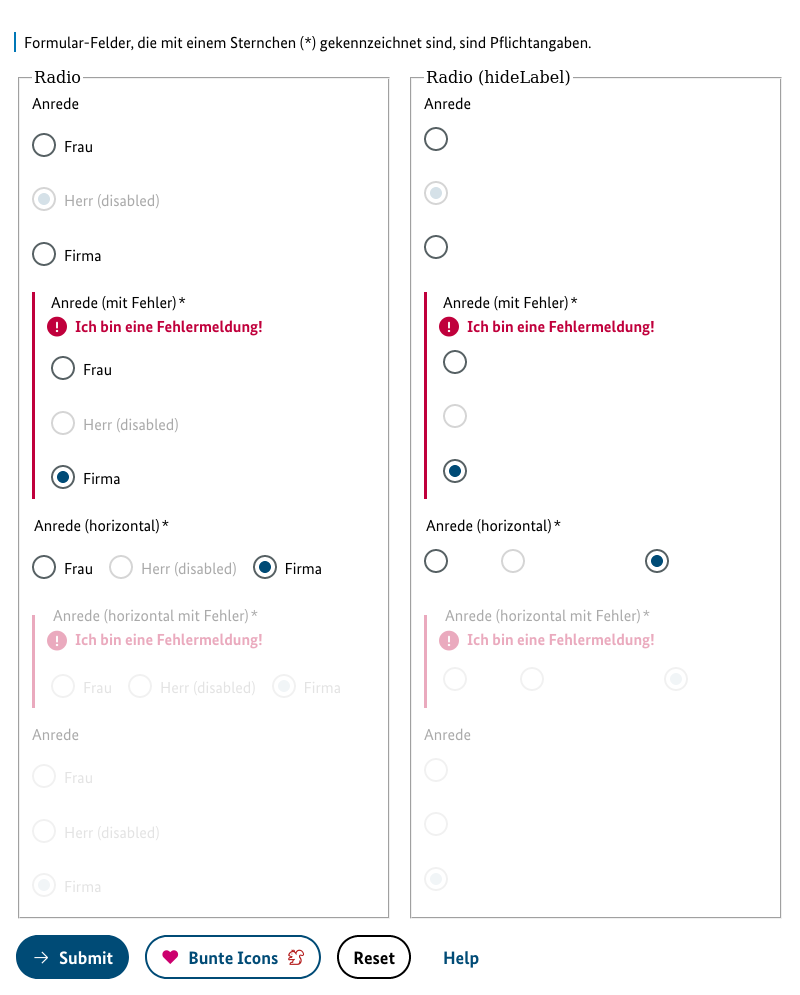 Formular-Felder, die mit einem Sternchen (*) gekennzeichnet sind, sind Pflichtangaben.
Radio
Anrede
Frau
Herr (disabled)
Firma
Anrede (mit Fehler)*
Ich bin eine Fehlermeldung!
Frau
Herr (disabled)
Firma
Anrede (horizontal)*
Frau Herr (disabled) Firma
Anrede (horizontal mit Fehler)*
Ich bin eine Fehlermeldung!
Frau Herr (disabled) Firma
Anrede
Frau
Herr (disabled)
Firma
Radio (hideLabel)
Anrede
Anrede (mit Fehler)*
Ich bin eine Fehlermeldung!
Anrede (horizontal)*
Anrede (horizontal mit Fehler)*
Ich bin eine Fehlermeldung!
Anrede
Submit Bunte Icons Reset Help